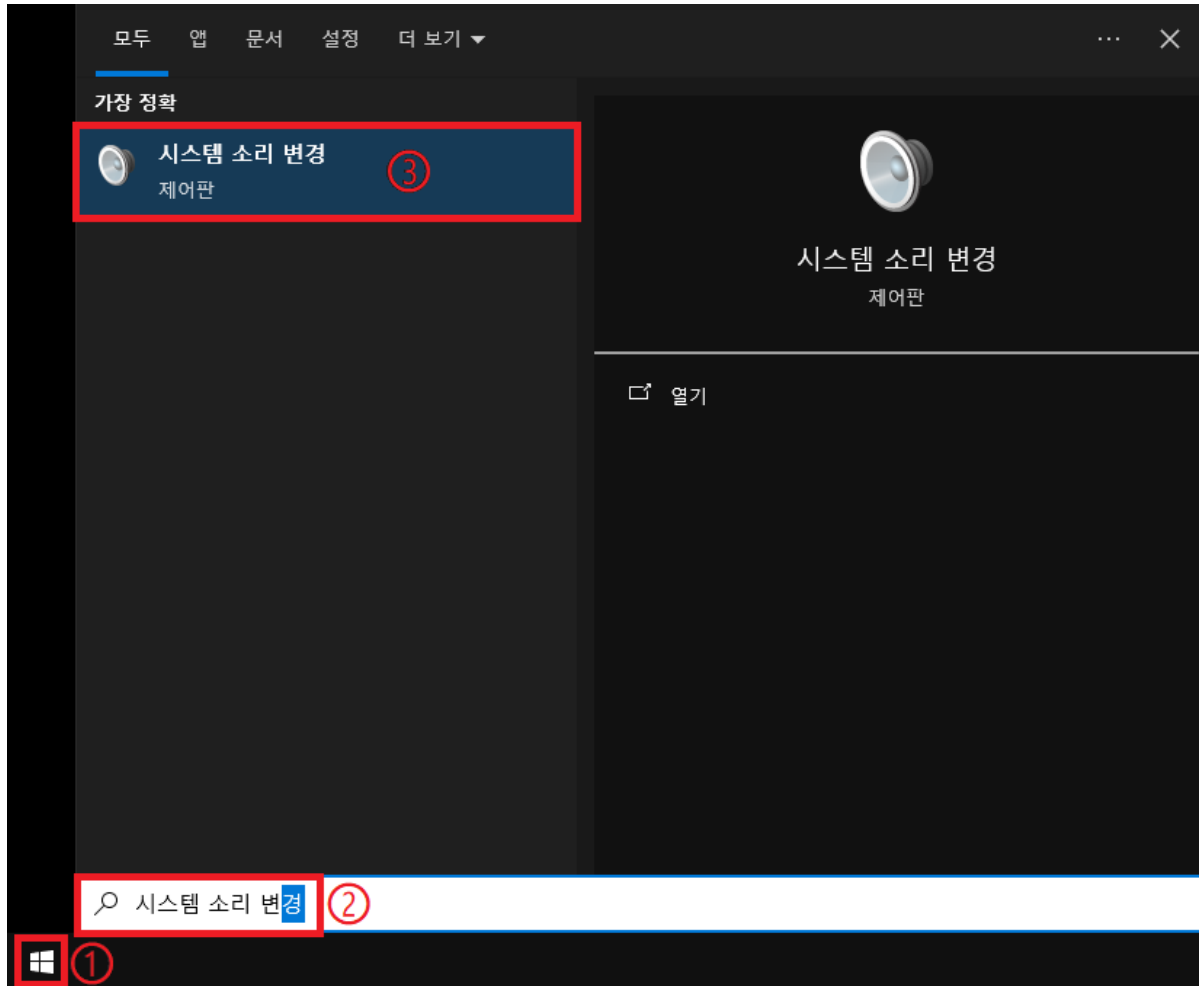 모두 앱 문서 설정 더 보기 ...
가장 정확
시스템 소리 변경
제어판
③
시스템 소리 변경
제어판
열기
시스템 소리 변경 ②
①